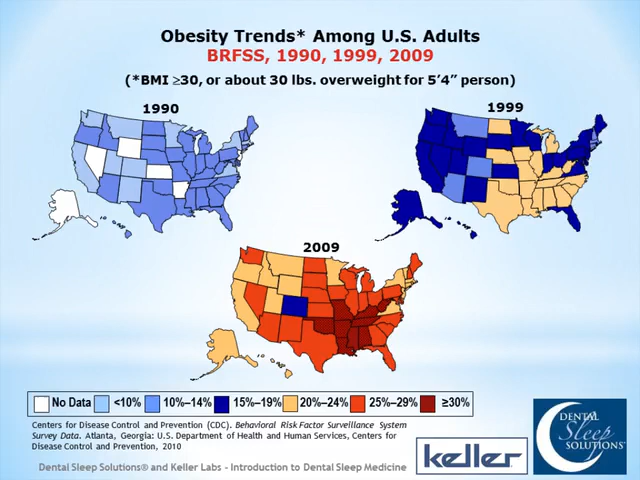 Obesity Trends* Among U.S. Adults
BRFSS, 1990, 1999, 2009
(*BMI ≥30, or about 30 lbs. overweight for 5’4” person)
1990
1999
2009
No Data
<10%
10%–14%
15%–19%
20%–24%
25%–29%
≥30%
Centers for Disease Control and Prevention (CDC). Behavioral Risk Factor Surveillance System
Survey Data. Atlanta, Georgia: U.S. Department of Health and Human Services, Centers for
Disease Control and Prevention, 2010
Dental Sleep Solutions® and Keller Labs - Introduction to Dental Sleep Medicine
keller
DENTAL
Sleep
SOLUTIONS